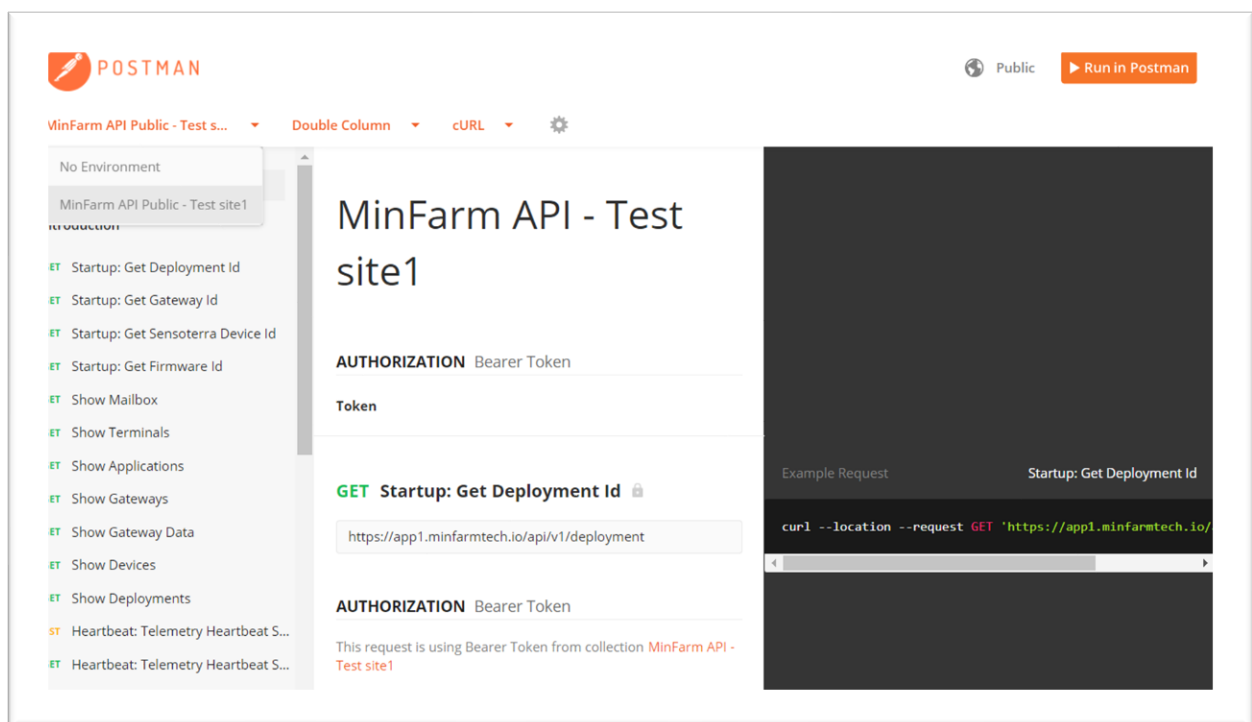 POSTMAN
Public
Run in Postman
MinFarm API Public - Test s...
Double Column
cURL
No Environment
MinFarm API Public - Test site1
ntroduction
ET Startup: Get Deployment Id
ET Startup: Get Gateway Id
ET Startup: Get Sensoterra Device Id
ET Startup: Get Firmware Id
ET Show Mailbox
ET Show Terminals
ET Show Applications
ET Show Gateways
ET Show Gateway Data
ET Show Devices
ET Show Deployments
ST Heartbeat: Telemetry Heartbeat S...
ET Heartbeat: Telemetry Heartbeat S...
MinFarm API - Test
site1
AUTHORIZATION Bearer Token
Token
GET Startup: Get Deployment Id
https://app1.minfarmtech.io/api/v1/deployment
AUTHORIZATION Bearer Token
This request is using Bearer Token from collection MinFarm API -
Test site1
Example Request
Startup: Get Deployment Id
curl --location --request GET 'https://app1.minfarmtech.io/